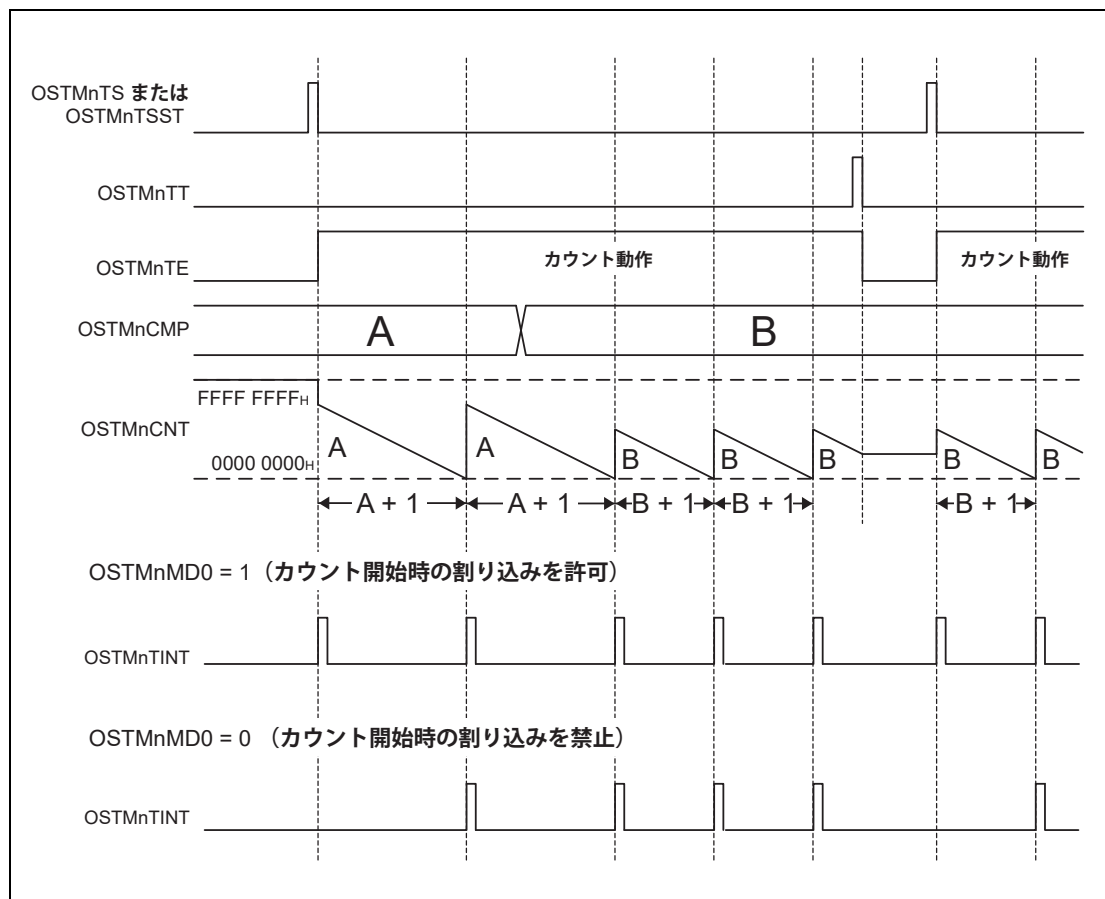 OSTMnTS または
OSTMnTSST
OSTMnTT
OSTMnTE
カウント動作
カウント動作
OSTMnCMP
A
B
OSTMnCNT
FFFF FFFFH
0000 0000H
A
A
B
B
B
B
B
A + 1
A + 1
B + 1
B + 1
B + 1
OSTMnMD0 = 1（カウント開始時の割り込みを許可）
OSTMnTINT
OSTMnMD0 = 0 （カウント開始時の割り込みを禁止）
OSTMnTINT